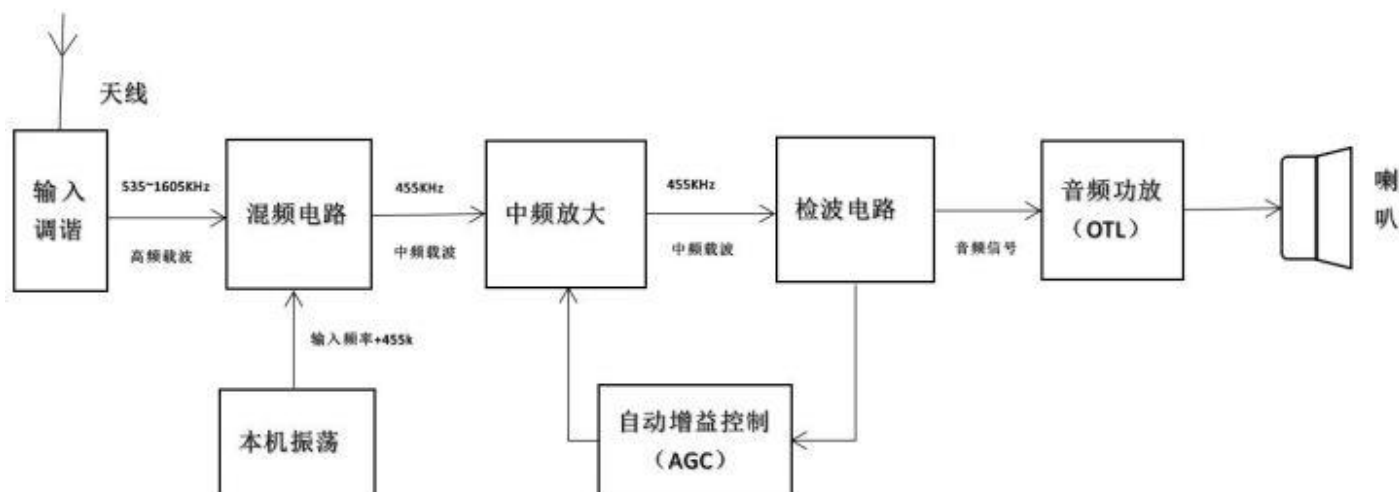 天线
输入
调谐
535~1605KHz
高频载波
混频电路
455KHz
中频载波
中频放大
455KHz
中频载波
检波电路
音频信号
音频功放
（OTL）
喇
叭
输入频率+455k
本机振荡
自动增益控制
（AGC）